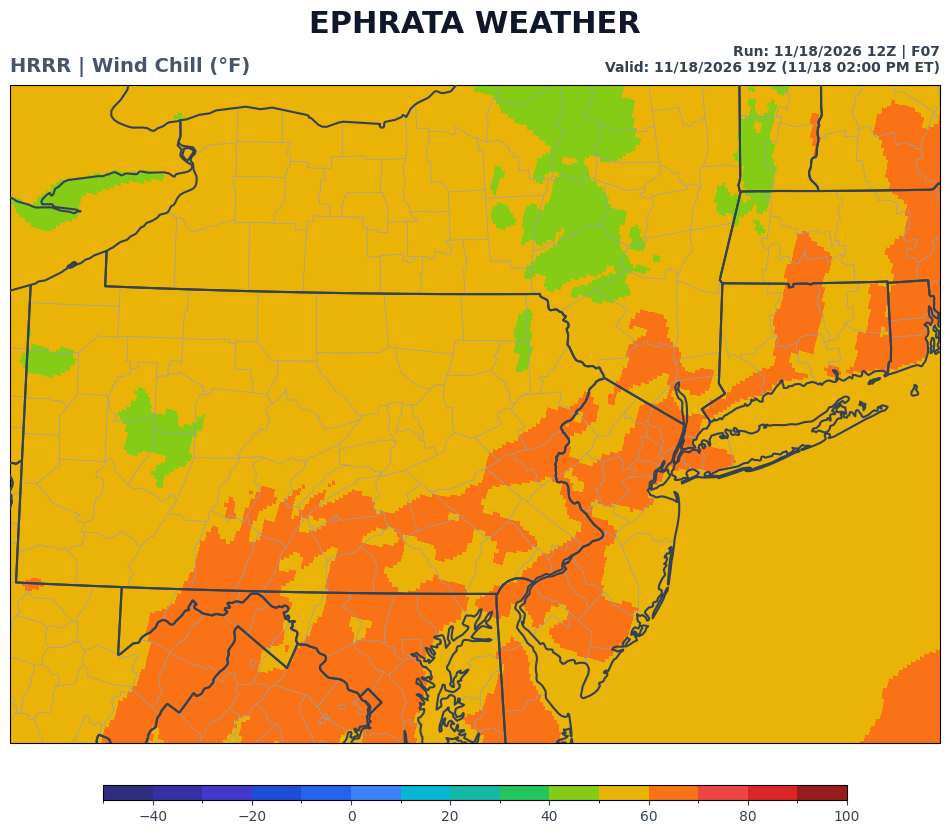 EPHRATA WEATHER
HRRR | Wind Chill (°F)
Run: 11/18/2026 12Z | F07
Valid: 11/18/2026 19Z (11/18 02:00 PM ET)
−40 −20 0 20 40 60 80 100